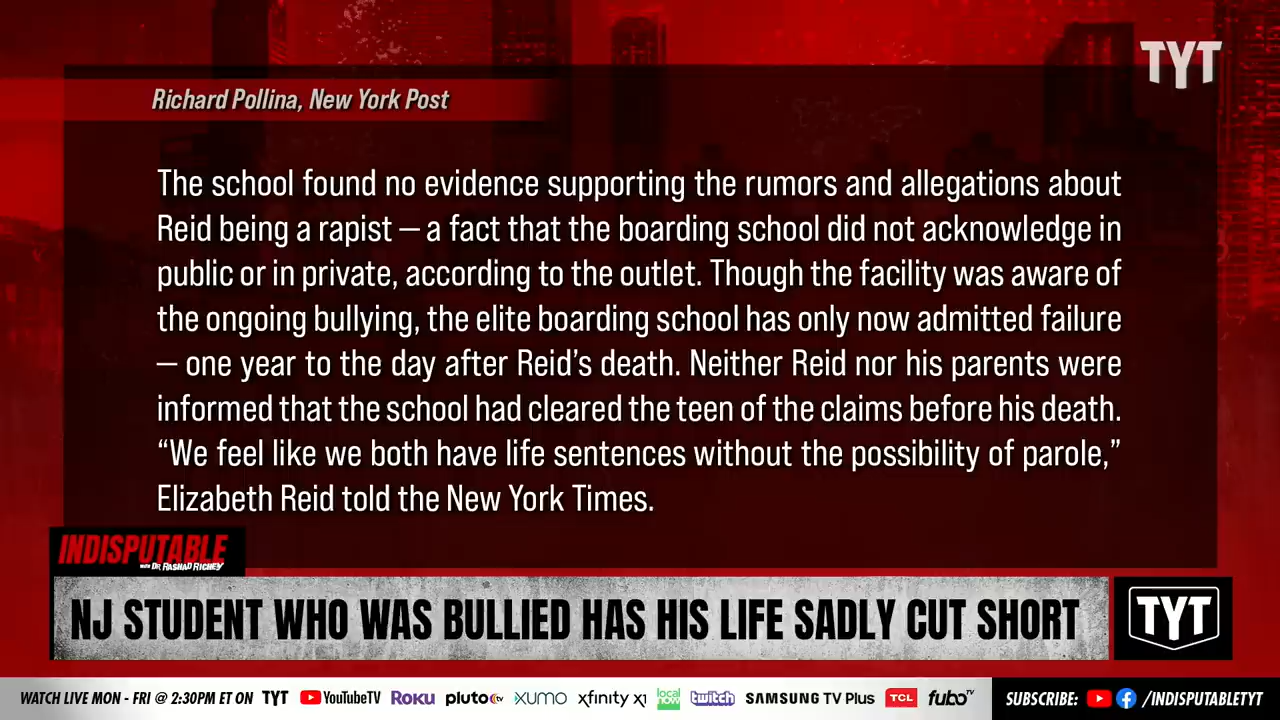 TYT
Richard Pollina, New York Post
The school found no evidence supporting the rumors and allegations about
Reid being a rapist – a fact that the boarding school did not acknowledge in
public or in private, according to the outlet. Though the facility was aware of
the ongoing bullying, the elite boarding school has only now admitted failure
– one year to the day after Reid’s death. Neither Reid nor his parents were
informed that the school had cleared the teen of the claims before his death.
“We feel like we both have life sentences without the possibility of parole,”
Elizabeth Reid told the New York Times.
INDISPUTABLE
WITH DR. RASHAD RICHEY
NJ STUDENT WHO WAS BULLIED HAS HIS LIFE SADLY CUT SHORT
TYT
WATCH LIVE MON - FRI @ 2:30PM ET ON TYT YouTubeTV ROKU pluto tv XUMO xfinity x1 local now twitch SAMSUNG TV Plus TCL fubo TV SUBSCRIBE: /INDISPUTABLETYT